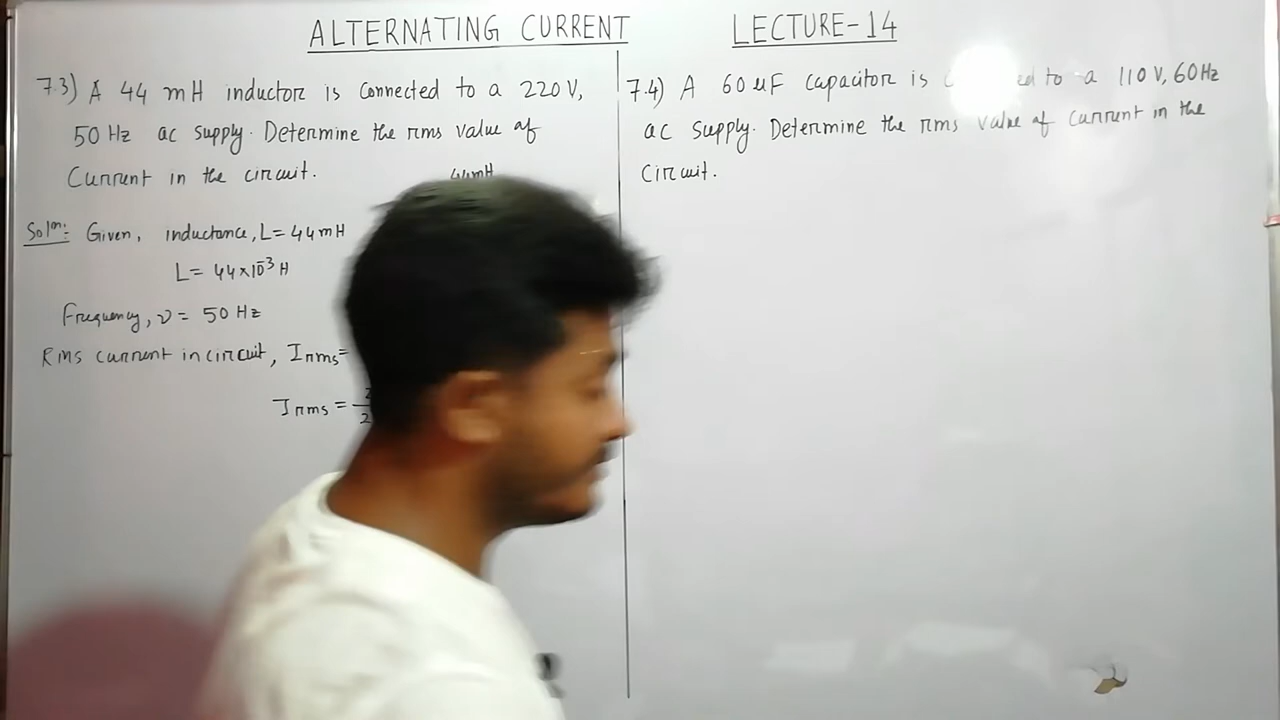 ALTERNATING CURRENT LECTURE-14
7.3) A 44 mH inductor is connected to a 220 V,
50 Hz ac supply. Determine the rms value of
Current in the circuit.
44mH
Solⁿ: Given, inductance, L = 44 mH
L = 44×10⁻³ H
Frequency, ν = 50 Hz
RMS current in circuit, Irms =
Irms =
7.4) A 60 μF capacitor is to a 110 V, 60 Hz
ac supply. Determine the rms value of current in the
circuit.